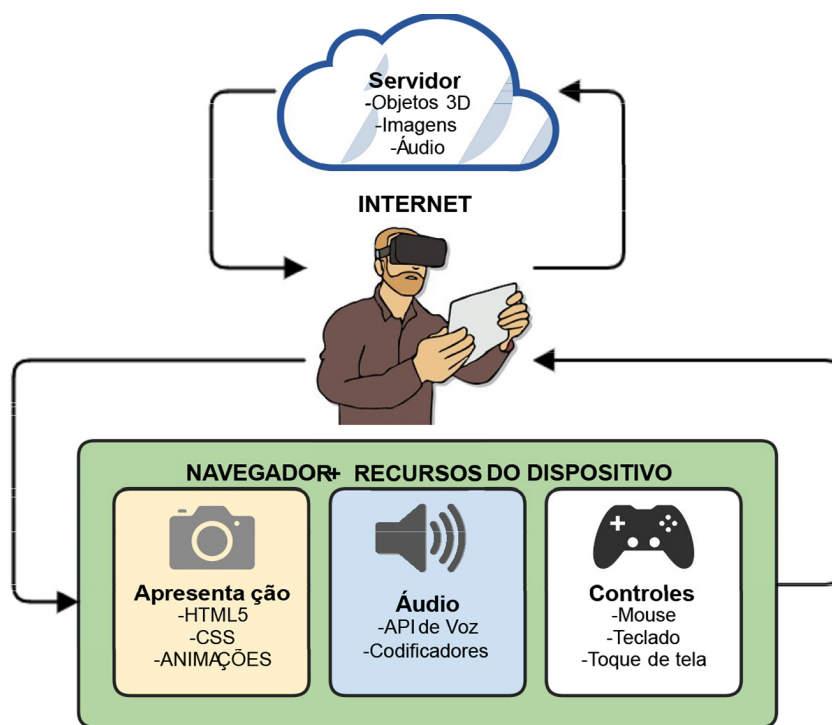 Servidor
-Objetos 3D
-Imagens
-Áudio
INTERNET
NAVEGADOR+ RECURSOS DO DISPOSITIVO
Apresenta ção
-HTML5
-CSS
-ANIMAÇÕES
Áudio
-API de Voz
-Codificadores
Controles
-Mouse
-Teclado
-Toque de tela